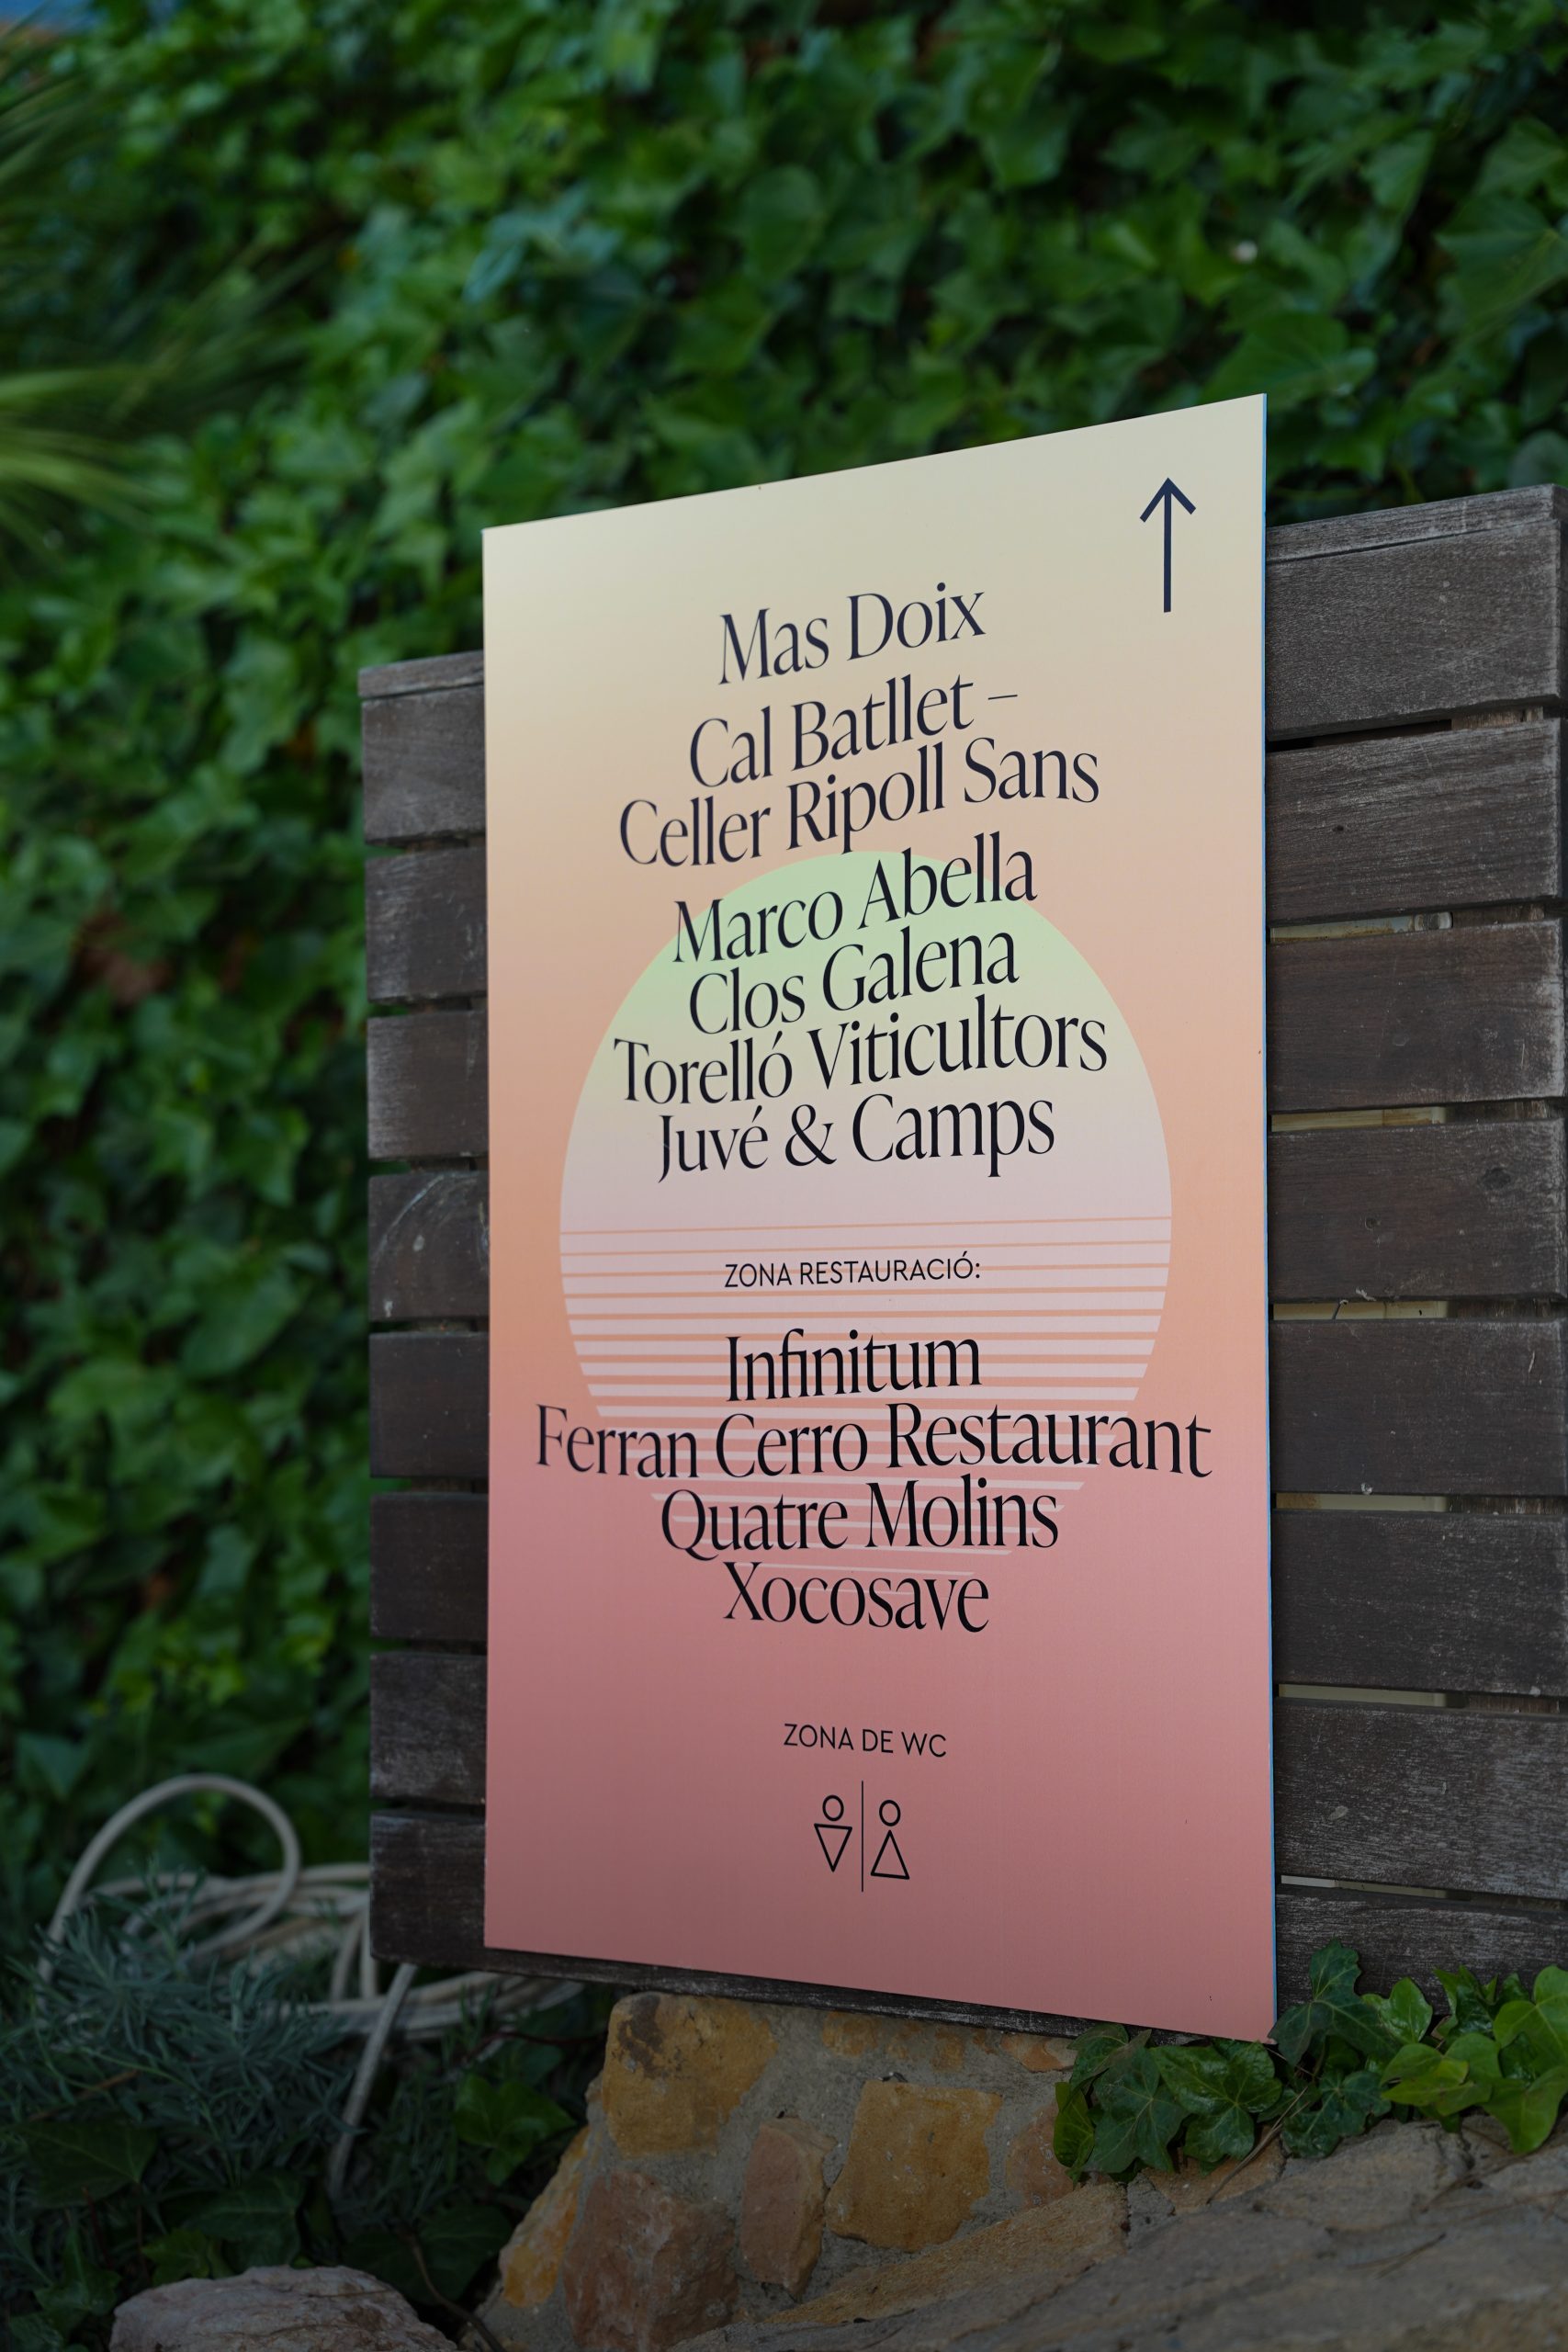 Mas Doix
Cal Batllet –
Celler Ripoll Sans
Marco Abella
Clos Galena
Torelló Viticultors
Juvé & Camps
ZONA RESTAURACIÓ:
Infinitum
Ferran Cerro Restaurant
Quatre Molins
Xocosave
ZONA DE WC